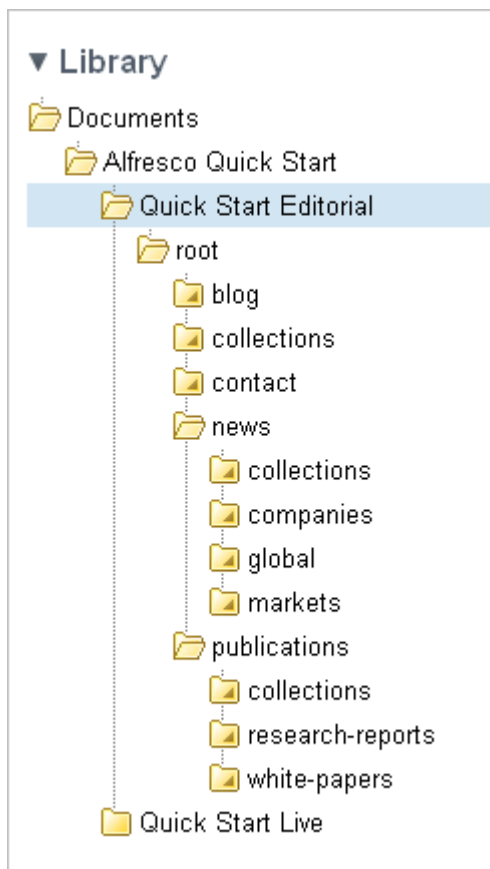 Library
Documents
Alfresco Quick Start
Quick Start Editorial
root
blog
collections
contact
news
collections
companies
global
markets
publications
collections
research-reports
white-papers
Quick Start Live